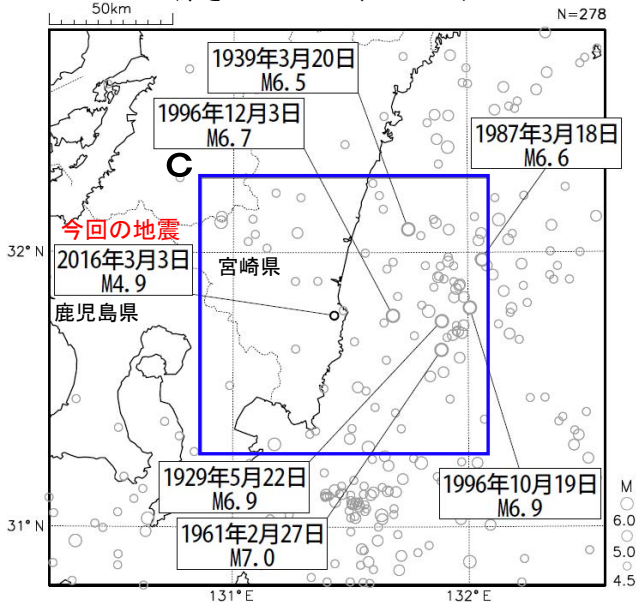 50km
N=278
1939年3月20日
M6.5
1996年12月3日
M6.7
1987年3月18日
M6.6
C
今回の地震
32°N
2016年3月3日
M4.9
宮崎県
鹿児島県
1929年5月22日
M6.9
1996年10月19日
M6.9
1961年2月27日
M7.0
31°N
M
6.0
5.0
4.5
131°E
132°E